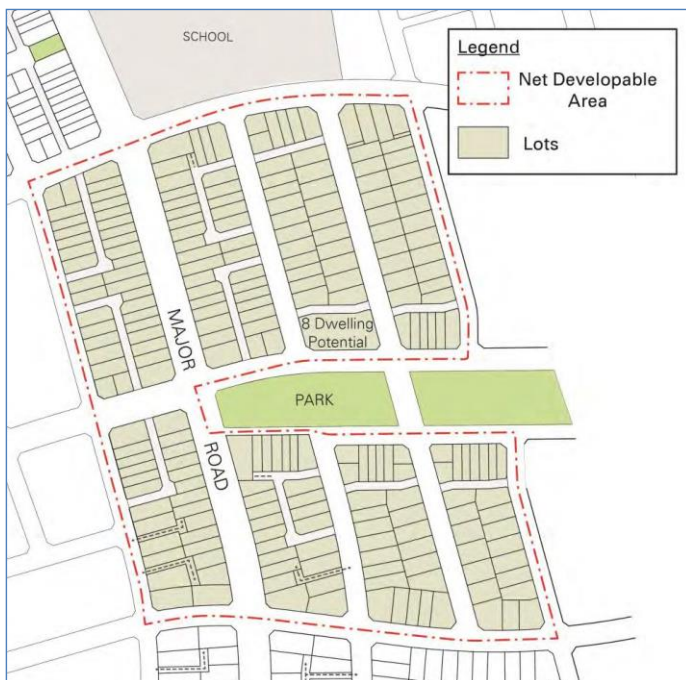 SCHOOL
Legend
Net Developable
Area
Lots
MAJOR
8 Dwelling
Potential
PARK
ROAD